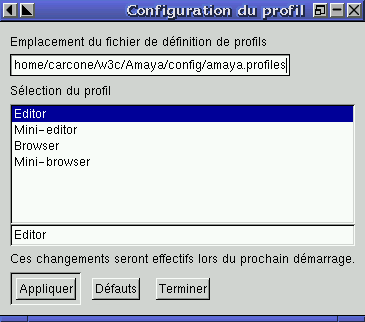 Configuration du profil
Emplacement du fichier de définition de profils
home/carcone/w3c/Amaya/config/amaya.profiles
Sélection du profil
Editor
Mini-editor
Browser
Mini-browser
Editor
Ces changements seront effectifs lors du prochain démarrage.
Appliquer Défauts Terminer